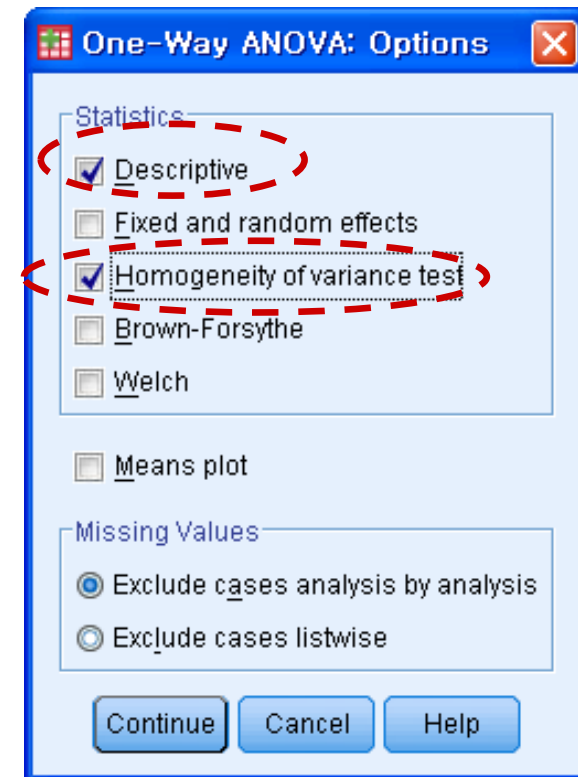 One-Way ANOVA: Options
Statistics
Descriptive
Fixed and random effects
Homogeneity of variance test
Brown-Forsythe
Welch
Means plot
Missing Values
Exclude cases analysis by analysis
Exclude cases listwise
Continue Cancel Help